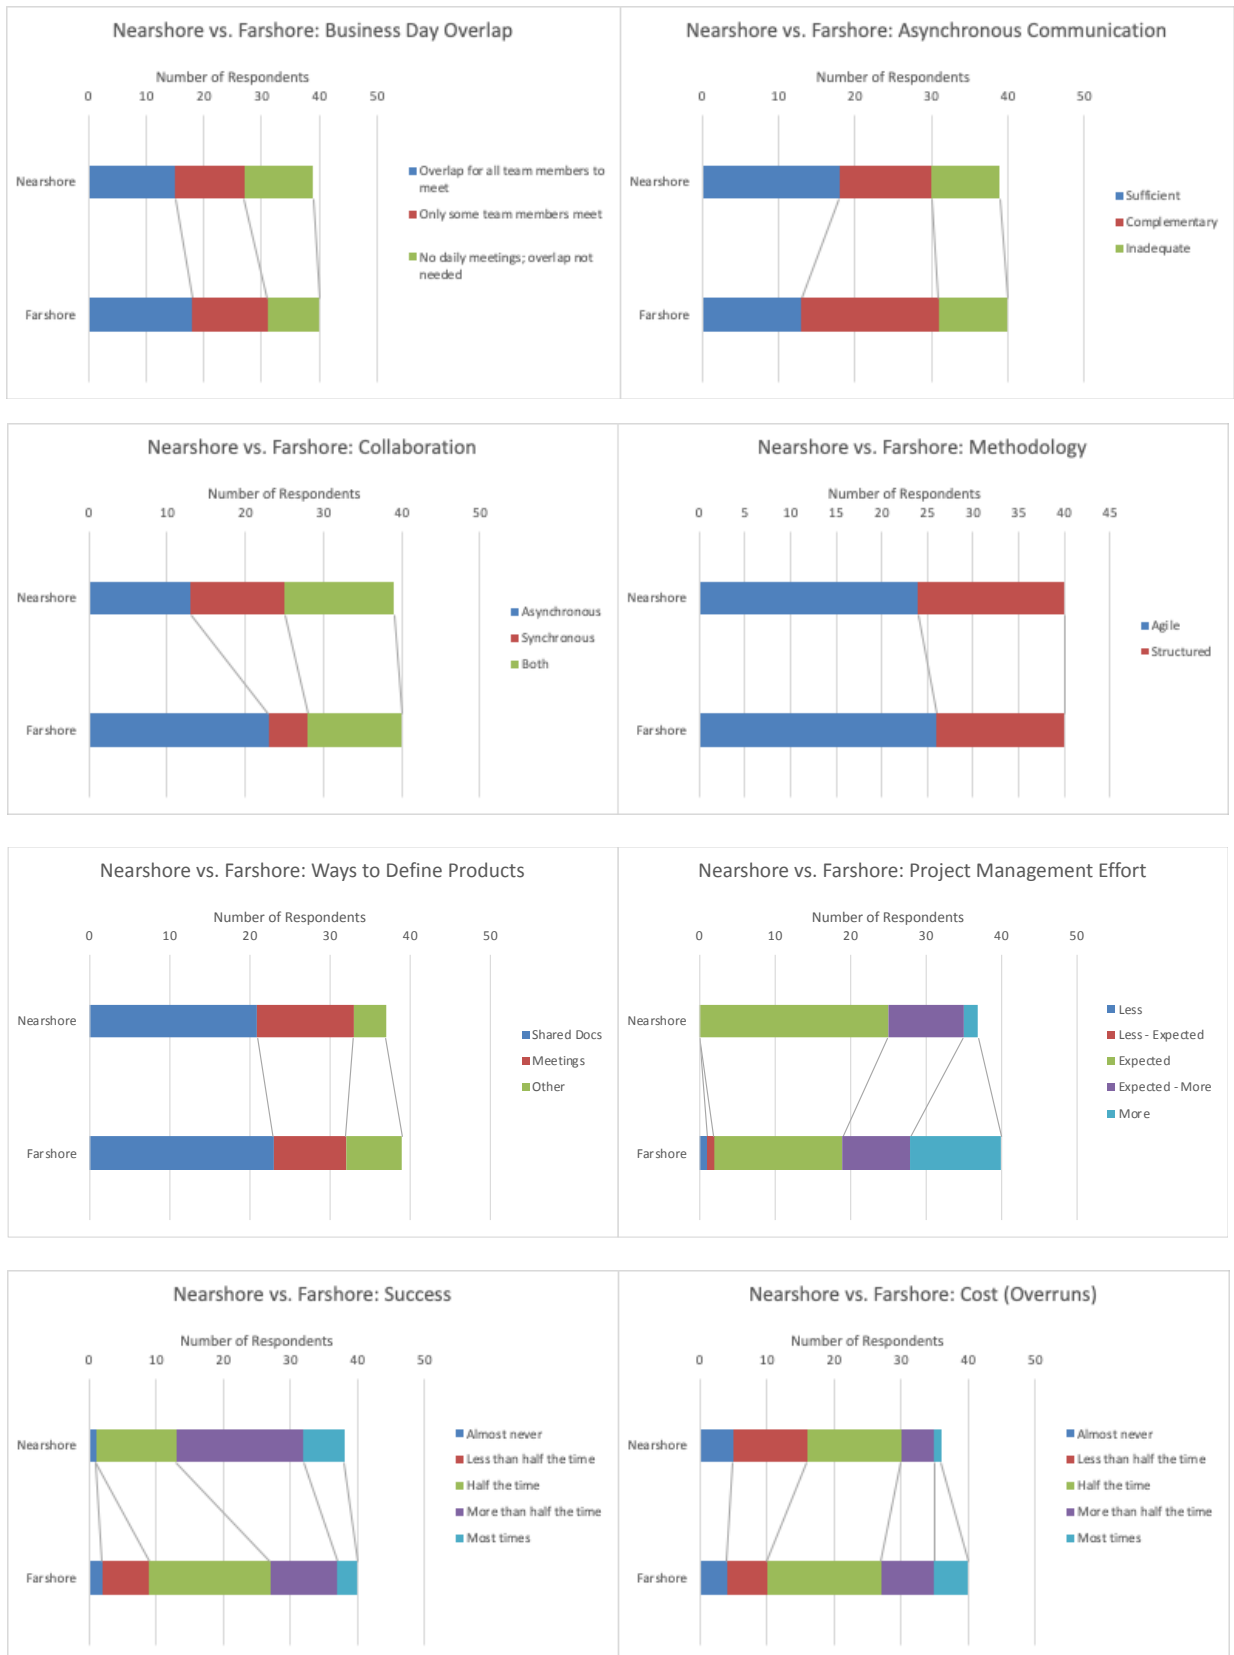 Nearshore vs. Farshore: Business Day Overlap
Number of Respondents
0 10 20 30 40 50
Nearshore
Farshore
Overlap for all team members to
meet
Only some team members meet
No daily meetings; overlap not
needed
Nearshore vs. Farshore: Asynchronous Communication
Number of Respondents
0 10 20 30 40 50
Nearshore
Farshore
Sufficient
Complementary
Inadequate
Nearshore vs. Farshore: Collaboration
Number of Respondents
0 10 20 30 40 50
Nearshore
Farshore
Asynchronous
Synchronous
Both
Nearshore vs. Farshore: Methodology
Number of Respondents
0 5 10 15 20 25 30 35 40 45
Nearshore
Farshore
Agile
Structured
Nearshore vs. Farshore: Ways to Define Products
Number of Respondents
0 10 20 30 40 50
Nearshore
Farshore
Shared Docs
Meetings
Other
Nearshore vs. Farshore: Project Management Effort
Number of Respondents
0 10 20 30 40 50
Nearshore
Farshore
Less
Less - Expected
Expected
Expected - More
More
Nearshore vs. Farshore: Success
Number of Respondents
0 10 20 30 40 50
Nearshore
Farshore
Almost never
Less than half the time
Half the time
More than half the time
Most times
Nearshore vs. Farshore: Cost (Overruns)
Number of Respondents
0 10 20 30 40 50
Nearshore
Farshore
Almost never
Less than half the time
Half the time
More than half the time
Most times